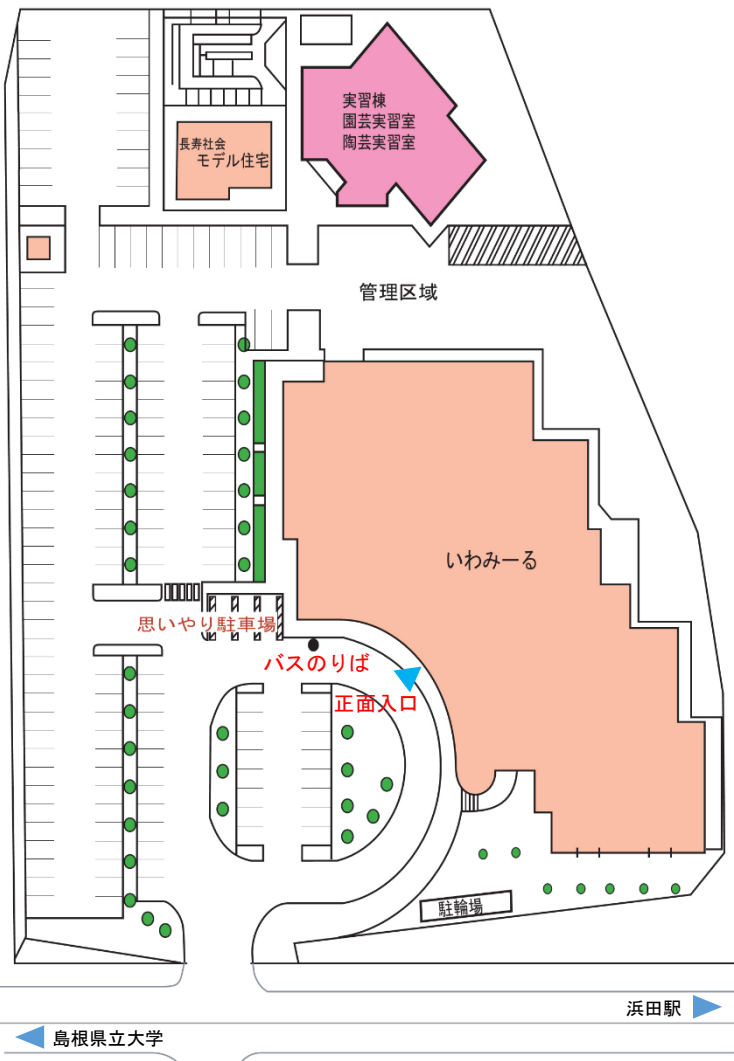 実習棟
園芸実習室
陶芸実習室
長寿社会
モデル住宅
管理区域
いわみーる
思いやり駐車場
バスのりば
正面入口
駐輪場
浜田駅
島根県立大学